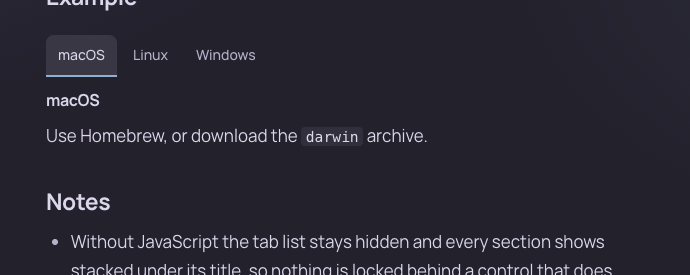 Example
macOS Linux Windows
macOS
Use Homebrew, or download the darwin archive.
Notes
• Without JavaScript the tab list stays hidden and every section shows
stacked under its title, so nothing is locked behind a control that does